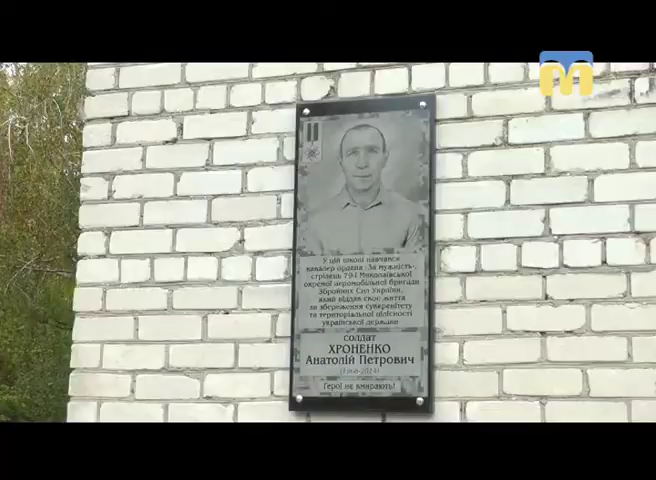 У цій школі навчався
кавалер ордена "За мужність",
стрілець 79-ї Миколаївської
окремої аеромобільної бригади
Збройних Сил України,
який віддав своє життя
за збереження суверенітету
та територіальної цілісності
української держави
солдат
ХРОНЕНКО
Анатолій Петрович
Герої не вмирають!